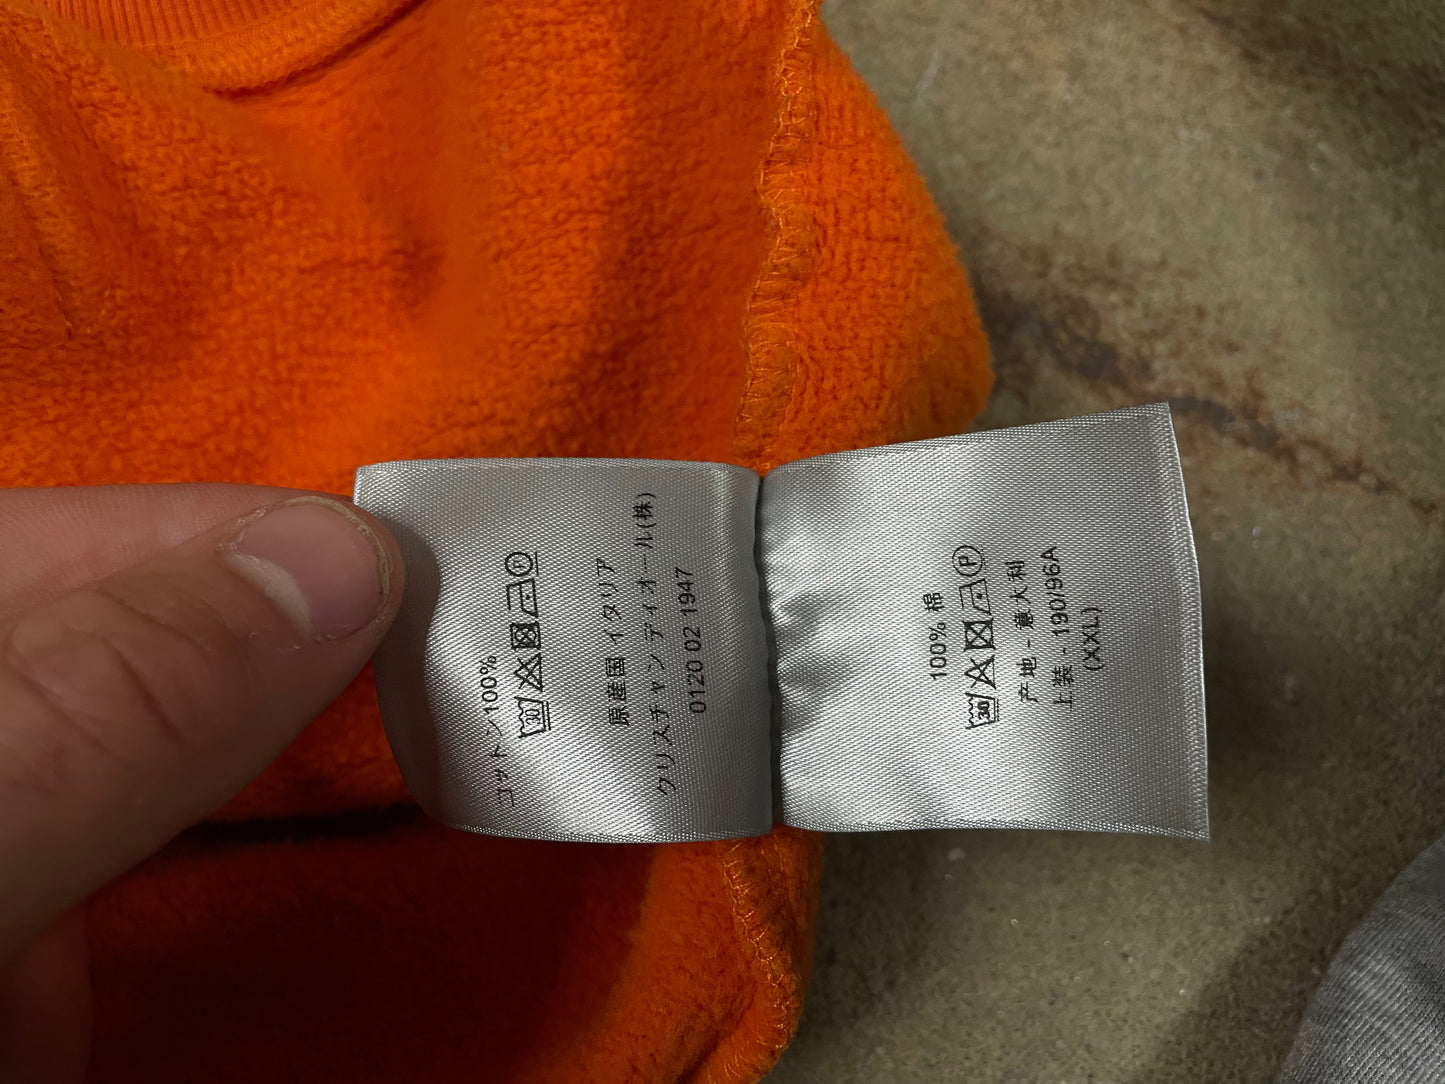 コットン100%
30 P
原産国イタリア
クリスチャン ディオール(株)
0120 02 1947
100% 棉
30 P
产地 - 意大利
上装 - 190/96A
(XXL)